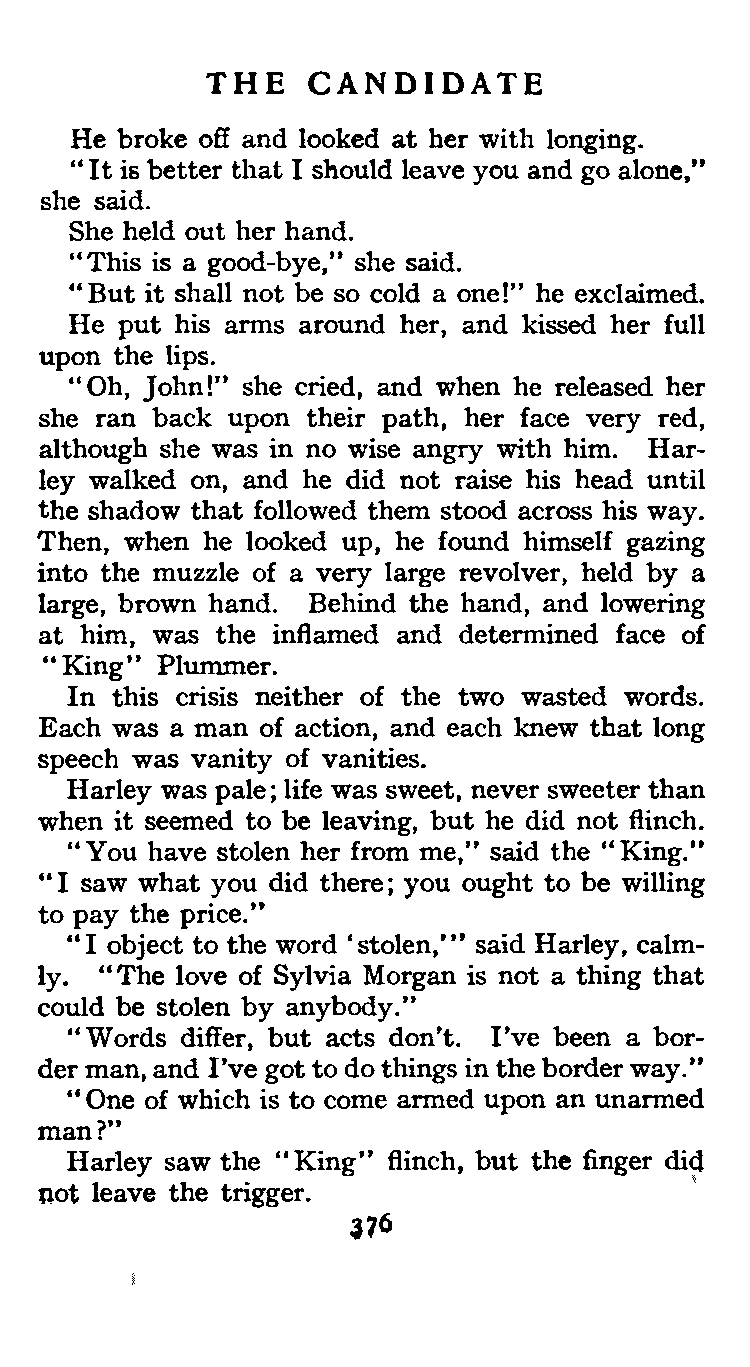 THE CANDIDATE
He broke off and looked at her with longing.
"It is better that I should leave you and go alone,"
she said.
She held out her hand.
"This is a good-bye," she said.
"But it shall not be so cold a one!" he exclaimed.
He put his arms around her, and kissed her full
upon the lips.
"Oh, John!" she cried, and when he released her
she ran back upon their path, her face very red,
although she was in no wise angry with him. Har-
ley walked on, and he did not raise his head until
the shadow that followed them stood across his way.
Then, when he looked up, he found himself gazing
into the muzzle of a very large revolver, held by a
large, brown hand. Behind the hand, and lowering
at him, was the inflamed and determined face of
"King" Plummer.
In this crisis neither of the two wasted words.
Each was a man of action, and each knew that long
speech was vanity of vanities.
Harley was pale; life was sweet, never sweeter than
when it seemed to be leaving, but he did not flinch.
"You have stolen her from me," said the "King."
"I saw what you did there; you ought to be willing
to pay the price."
"I object to the word 'stolen,'" said Harley, calm-
ly. "The love of Sylvia Morgan is not a thing that
could be stolen by anybody."
"Words differ, but acts don't. I've been a bor-
der man, and I've got to do things in the border way."
"One of which is to come armed upon an unarmed
man?"
Harley saw the "King" flinch, but the finger did
not leave the trigger.
376